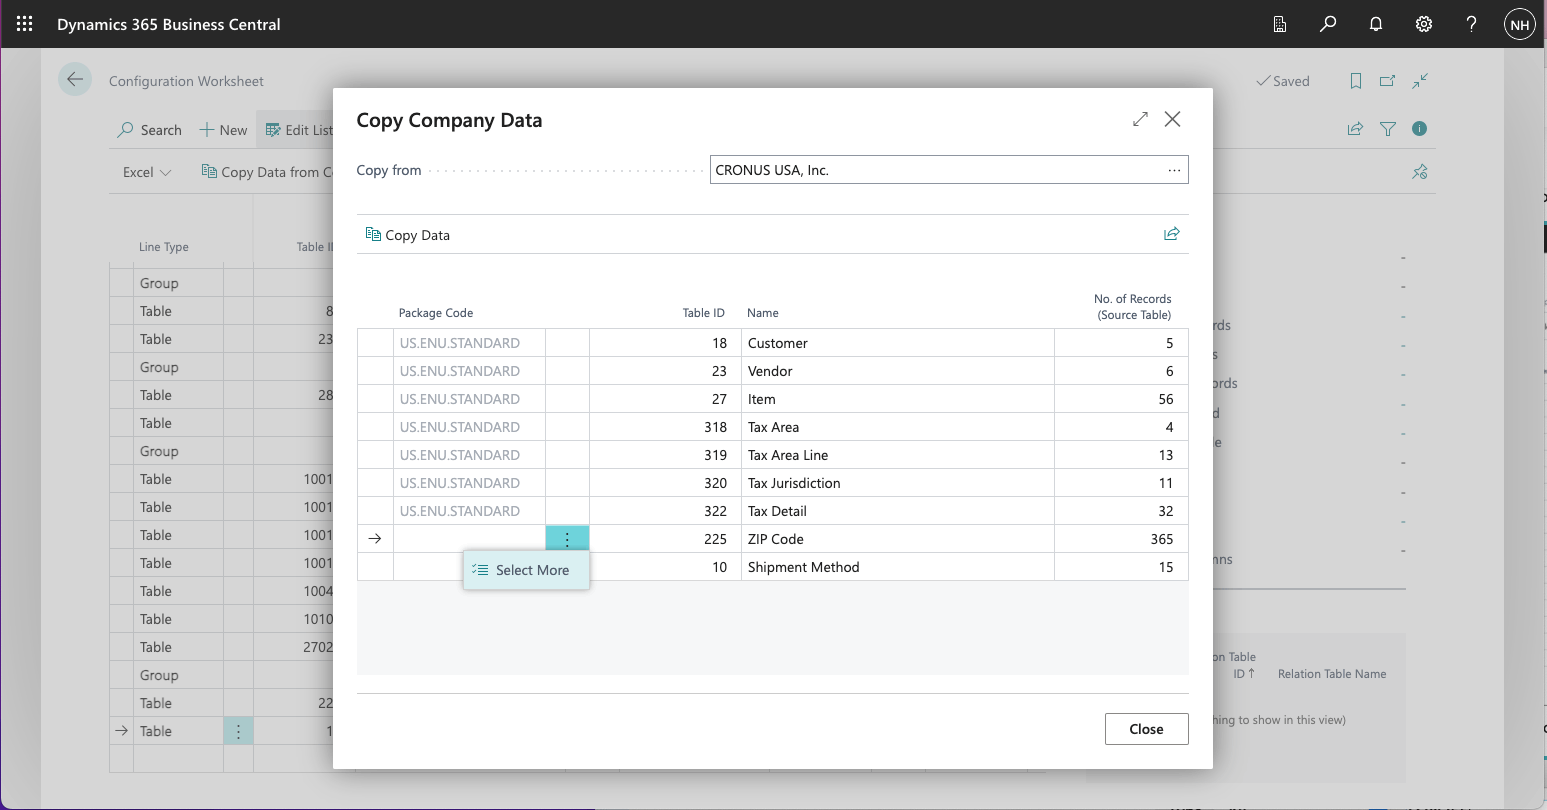 Dynamics 365 Business Central
NH
Configuration Worksheet
Saved
Search
New
Edit List
Excel
Copy Data from
Line Type
Table
Group
Table 8
Table 23
Group
Table 28
Table
Group
Table 1001
Table 1001
Table 1001
Table 1001
Table 1004
Table 1010
Table 2702
Group
Table 22
Table 1
Copy Company Data
Copy from
CRONUS USA, Inc.
Copy Data
Package Code Table ID Name No. of Records
(Source Table)
US.ENU.STANDARD 18 Customer 5
US.ENU.STANDARD 23 Vendor 6
US.ENU.STANDARD 27 Item 56
US.ENU.STANDARD 318 Tax Area 4
US.ENU.STANDARD 319 Tax Area Line 13
US.ENU.STANDARD 320 Tax Jurisdiction 11
US.ENU.STANDARD 322 Tax Detail 32
225 ZIP Code 365
Select More
10 Shipment Method 15
Close
Table
ID
Relation Table Name
to show in this view)